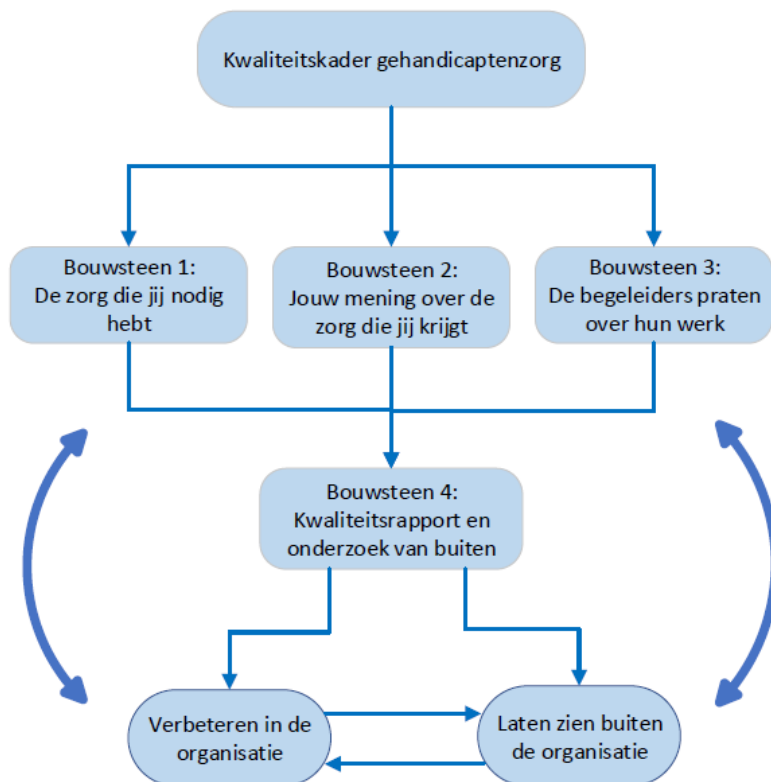 Kwaliteitskader gehandicaptenzorg
Bouwsteen 1:
De zorg die jij nodig
hebt
Bouwsteen 2:
Jouw mening over de
zorg die jij krijgt
Bouwsteen 3:
De begeleiders praten
over hun werk
Bouwsteen 4:
Kwaliteitsrapport en
onderzoek van buiten
Verbeteren in de
organisatie
Laten zien buiten
de organisatie